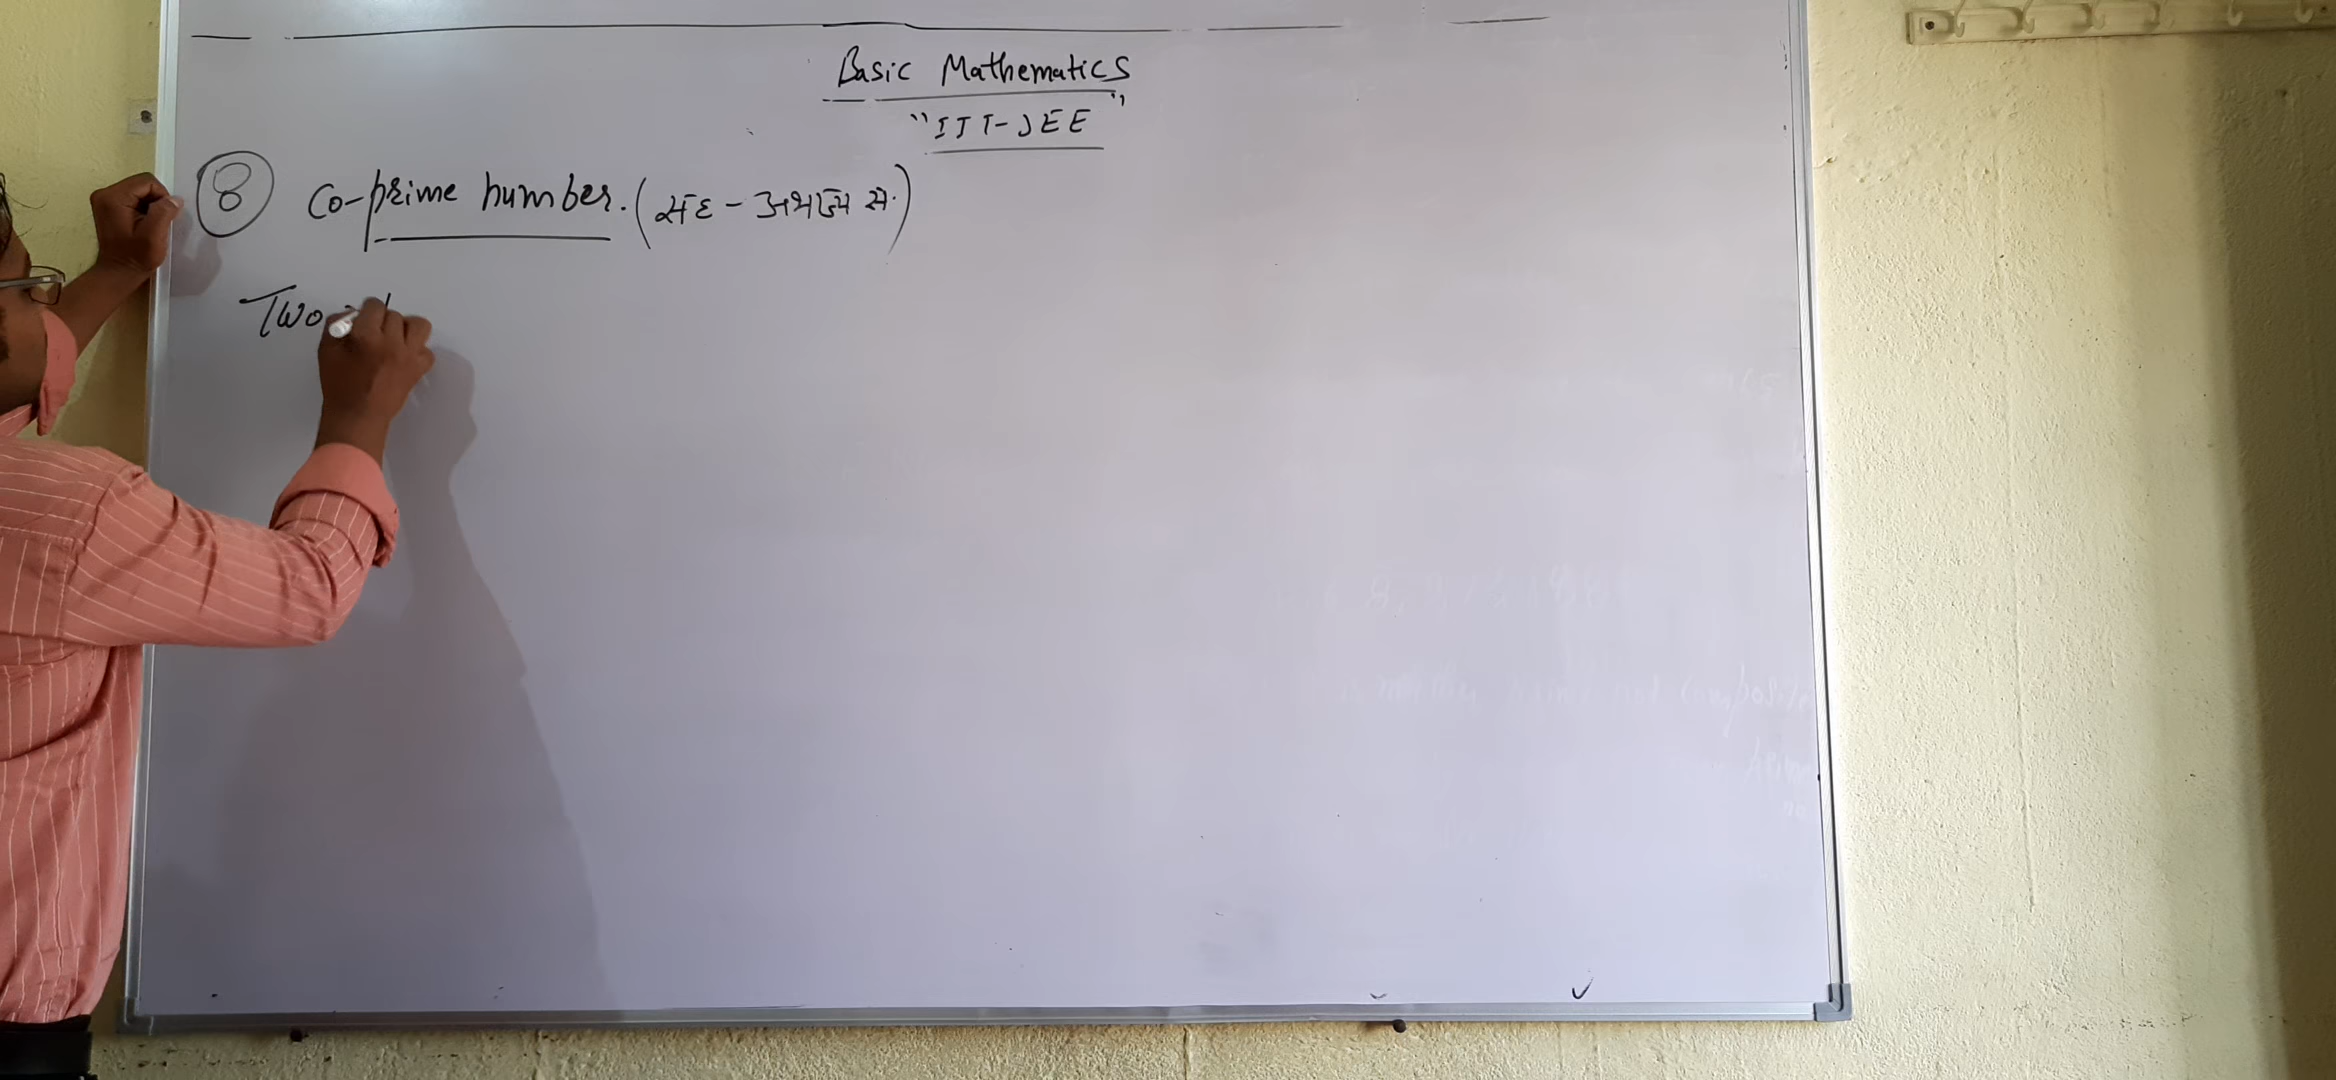 Basic Mathematics
"IIT-JEE"
8 Co-prime number. (सह - अभाज्य सं.)
Two